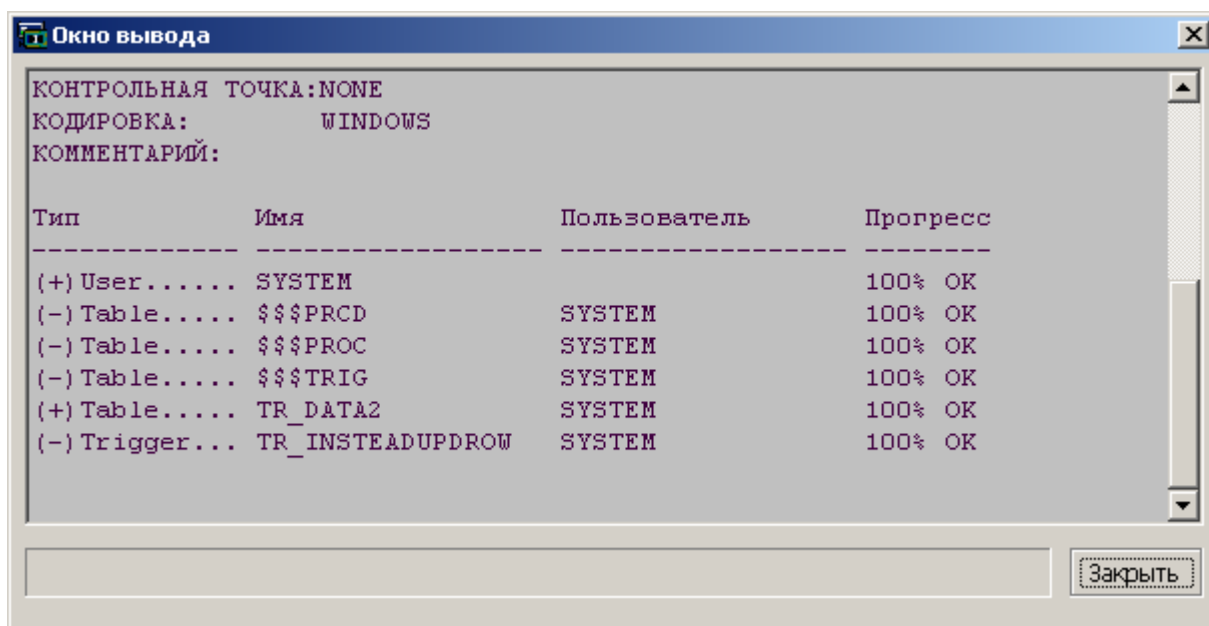 Окно вывода
КОНТРОЛЬНАЯ ТОЧКА:NONE
КОДИРОВКА: WINDOWS
КОММЕНТАРИЙ:
Тип Имя Пользователь Прогресс
------------- ------------------ ------------------ --------
(+)User...... SYSTEM 100% OK
(-)Table..... $$$PRCD SYSTEM 100% OK
(-)Table..... $$$PROC SYSTEM 100% OK
(-)Table..... $$$TRIG SYSTEM 100% OK
(+)Table..... TR_DATA2 SYSTEM 100% OK
(-)Trigger... TR_INSTEADUPDROW SYSTEM 100% OK
Закрыть